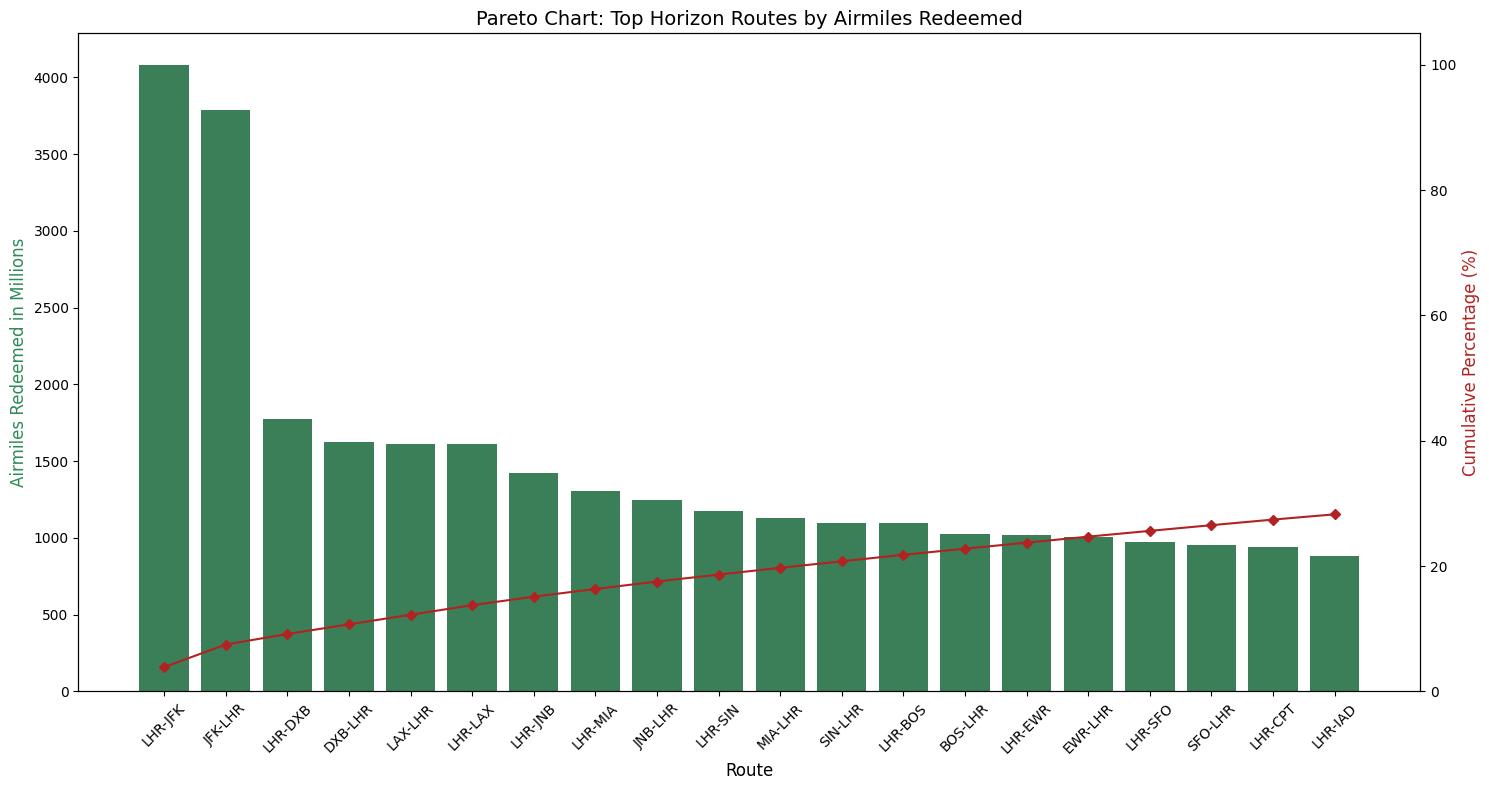 Pareto Chart: Top Horizon Routes by Airmiles Redeemed
Airmiles Redeemed in Millions
4000
3500
3000
2500
2000
1500
1000
500
0
100
80
60
40
20
0
Cumulative Percentage (%)
LHR-JFK
JFK-LHR
LHR-DXB
DXB-LHR
LAX-LHR
LHR-LAX
LHR-JNB
LHR-MIA
JNB-LHR
LHR-SIN
MIA-LHR
SIN-LHR
LHR-BOS
BOS-LHR
LHR-EWR
EWR-LHR
LHR-SFO
SFO-LHR
LHR-CPT
LHR-IAD
Route